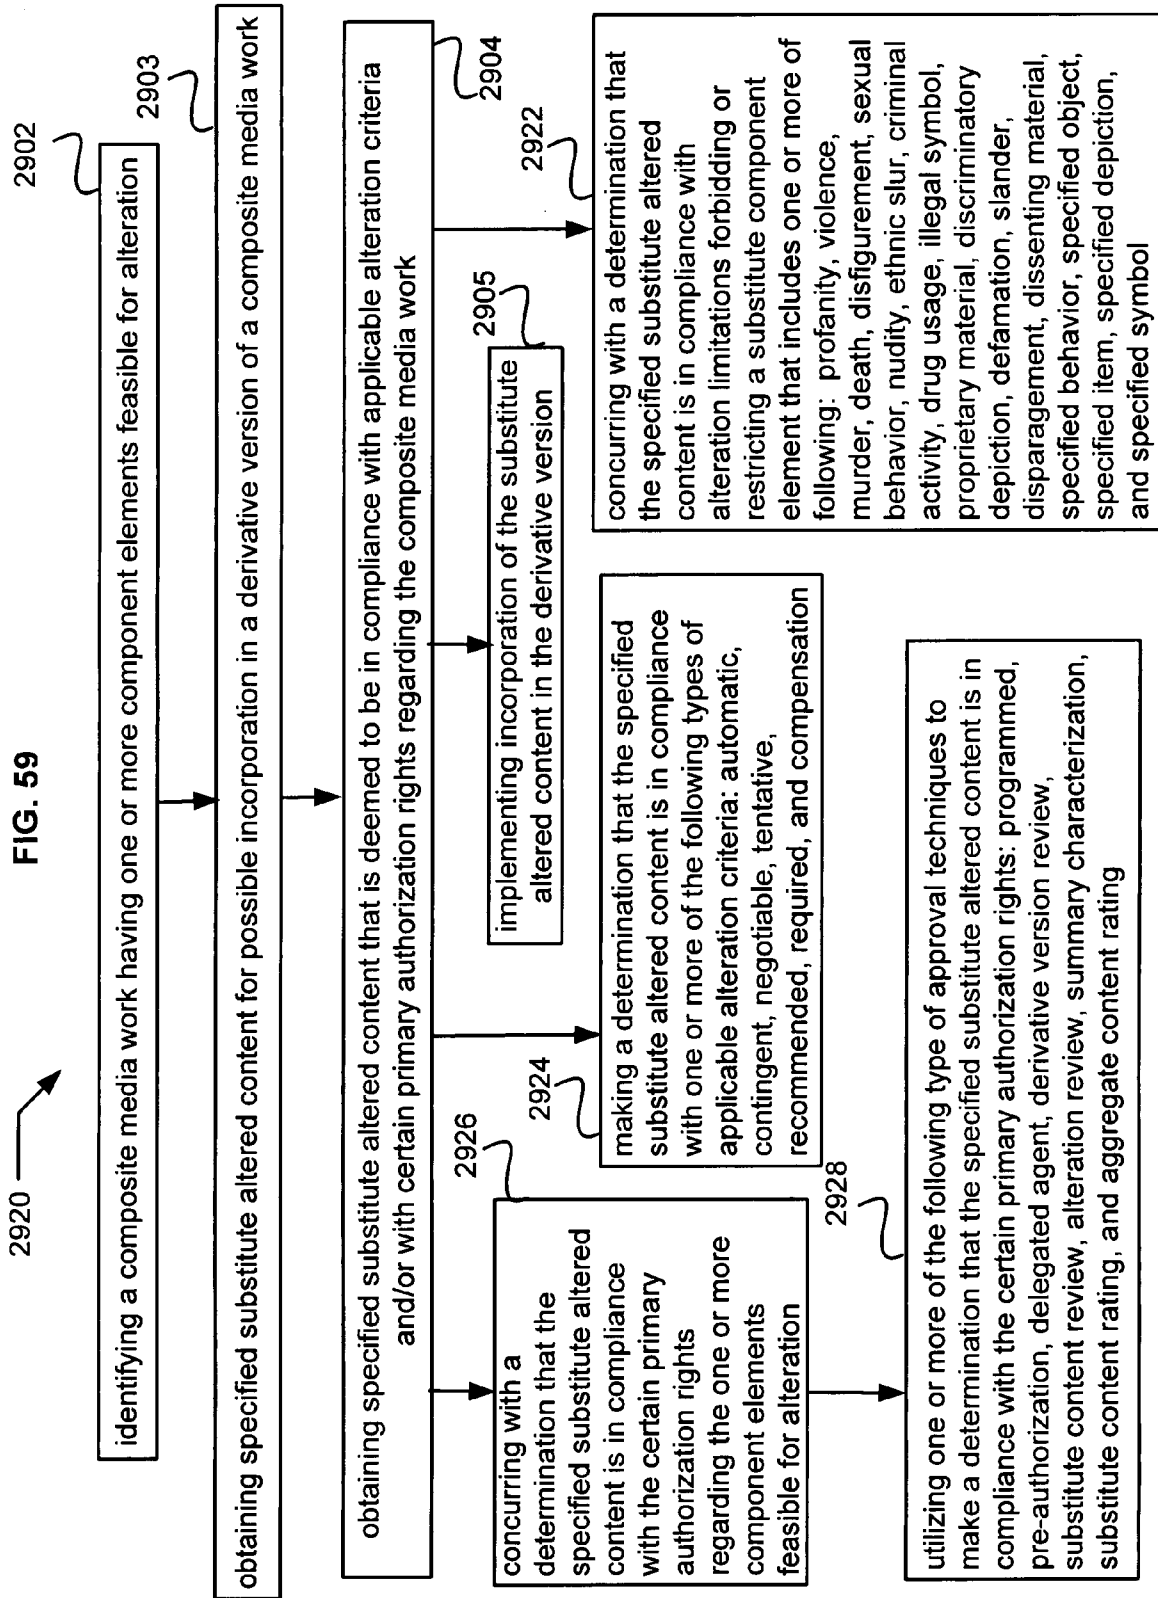 FIG. 59
2920
2902
identifying a composite media work having one or more component elements feasible for alteration
2903
obtaining specified substitute altered content for possible incorporation in a derivative version of a composite media work
obtaining specified substitute altered content that is deemed to be in compliance with applicable alteration criteria
and/or with certain primary authorization rights regarding the composite media work
2904
2926
concurring with a
determination that the
specified substitute altered
content is in compliance
with the certain primary
authorization rights
regarding the one or more
component elements
feasible for alteration
2924
making a determination that the specified
substitute altered content is in compliance
with one or more of the following types of
applicable alteration criteria: automatic,
contingent, negotiable, tentative,
recommended, required, and compensation
2905
implementing incorporation of the substitute
altered content in the derivative version
2922
concurring with a determination that
the specified substitute altered
content is in compliance with
alteration limitations forbidding or
restricting a substitute component
element that includes one or more of
following: profanity, violence,
murder, death, disfigurement, sexual
behavior, nudity, ethnic slur, criminal
activity, drug usage, illegal symbol,
proprietary material, discriminatory
depiction, defamation, slander,
disparagement, dissenting material,
specified behavior, specified object,
specified item, specified depiction,
and specified symbol
2928
utilizing one or more of the following type of approval techniques to
make a determination that the specified substitute altered content is in
compliance with the certain primary authorization rights: programmed,
pre-authorization, delegated agent, derivative version review,
substitute content review, alteration review, summary characterization,
substitute content rating, and aggregate content rating